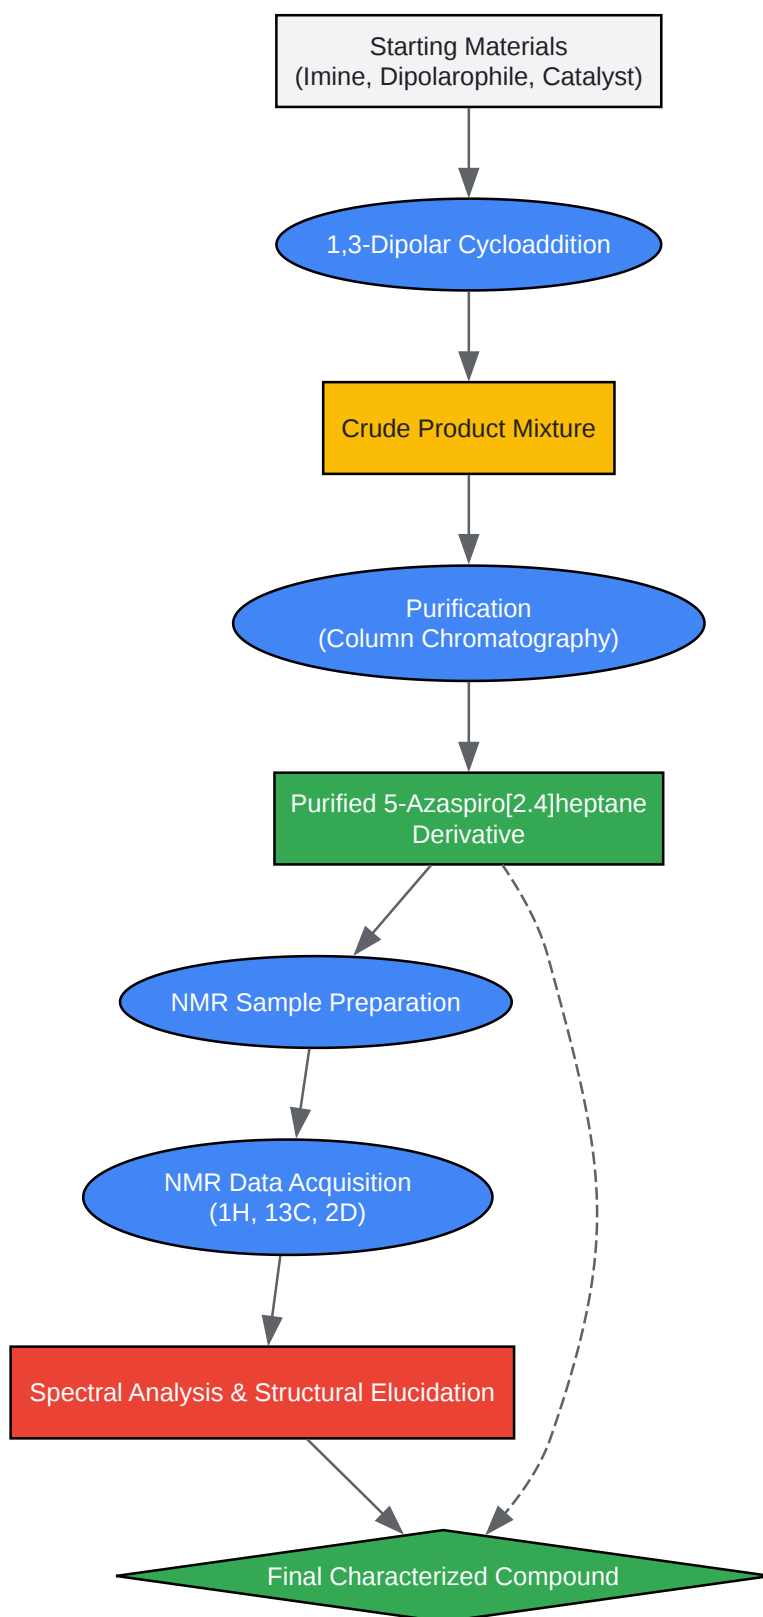 Starting Materials
(Imine, Dipolarophile, Catalyst)
1,3-Dipolar Cycloaddition
Crude Product Mixture
Purification
(Column Chromatography)
Purified 5-Azaspiro[2.4]heptane
Derivative
NMR Sample Preparation
NMR Data Acquisition
(1H, 13C, 2D)
Spectral Analysis & Structural Elucidation
Final Characterized Compound